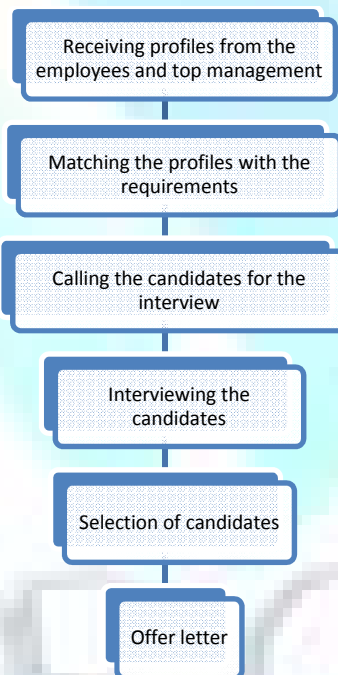 Receiving profiles from the
employees and top management
Matching the profiles with the
requirements
Calling the candidates for the
interview
Interviewing the
candidates
Selection of candidates
Offer letter